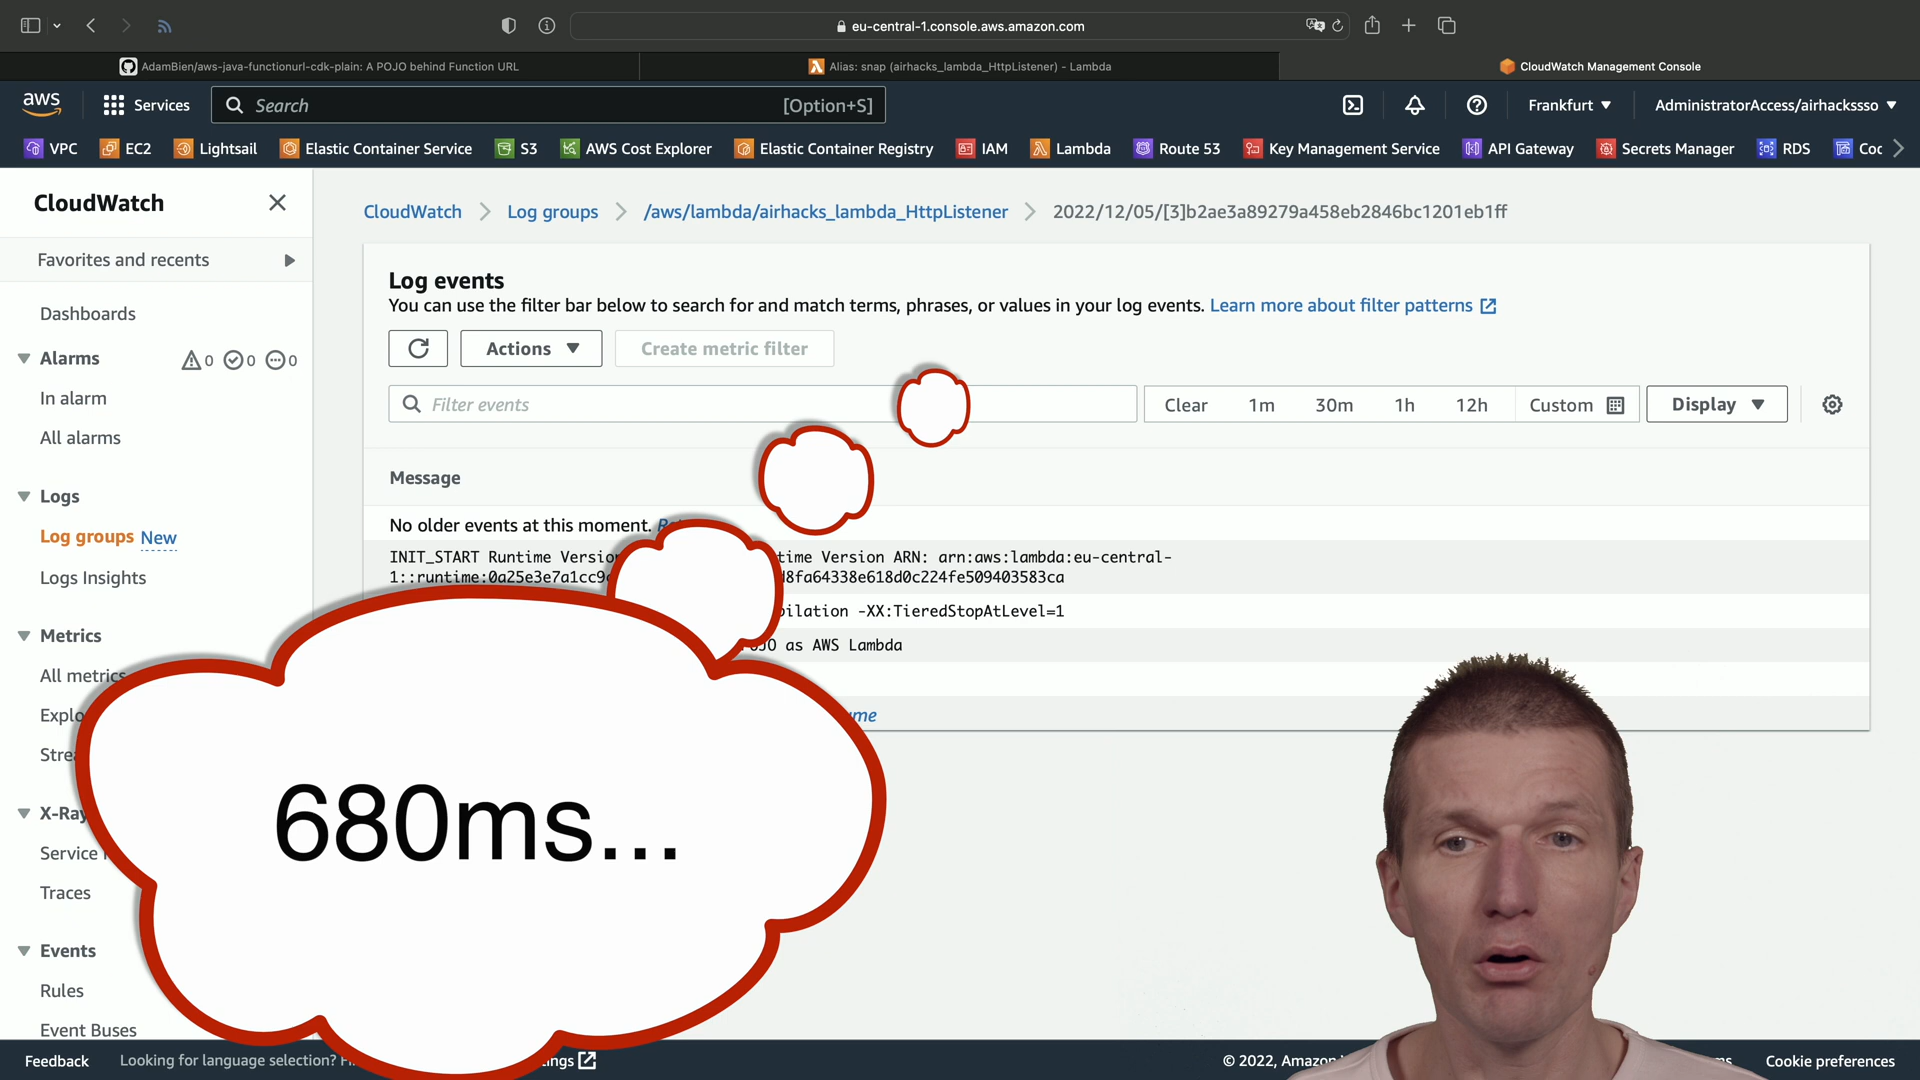 eu-central-1.console.aws.amazon.com
AdamBien/aws-java-functionurl-cdk-plain: A POJO behind Function URL
Alias: snap (airhacks_lambda_HttpListener) - Lambda
CloudWatch Management Console
aws
Services
Search
[Option+S]
Frankfurt
AdministratorAccess/airhackssso
VPC
EC2
Lightsail
Elastic Container Service
S3
AWS Cost Explorer
Elastic Container Registry
IAM
Lambda
Route 53
Key Management Service
API Gateway
Secrets Manager
RDS
CloudWatch
Favorites and recents
Dashboards
Alarms
0
0
0
In alarm
All alarms
Logs
Log groups New
Logs Insights
Metrics
All metrics
X-Ray
Service
Traces
Events
Rules
Event Buses
CloudWatch
Log groups
/aws/lambda/airhacks_lambda_HttpListener
2022/12/05/[3]b2ae3a89279a458eb2846bc1201eb1ff
Log events
You can use the filter bar below to search for and match terms, phrases, or values in your log events. Learn more about filter patterns
Actions
Create metric filter
Filter events
Clear
1m
30m
1h
12h
Custom
Display
Message
No older events at this moment.
INIT_START Runtime Version ARN: arn:aws:lambda:eu-central-
-XX:TieredStopAtLevel=1
as AWS Lambda
680ms...
Feedback
Looking for language selection?
© 2022, Amazon
Cookie preferences